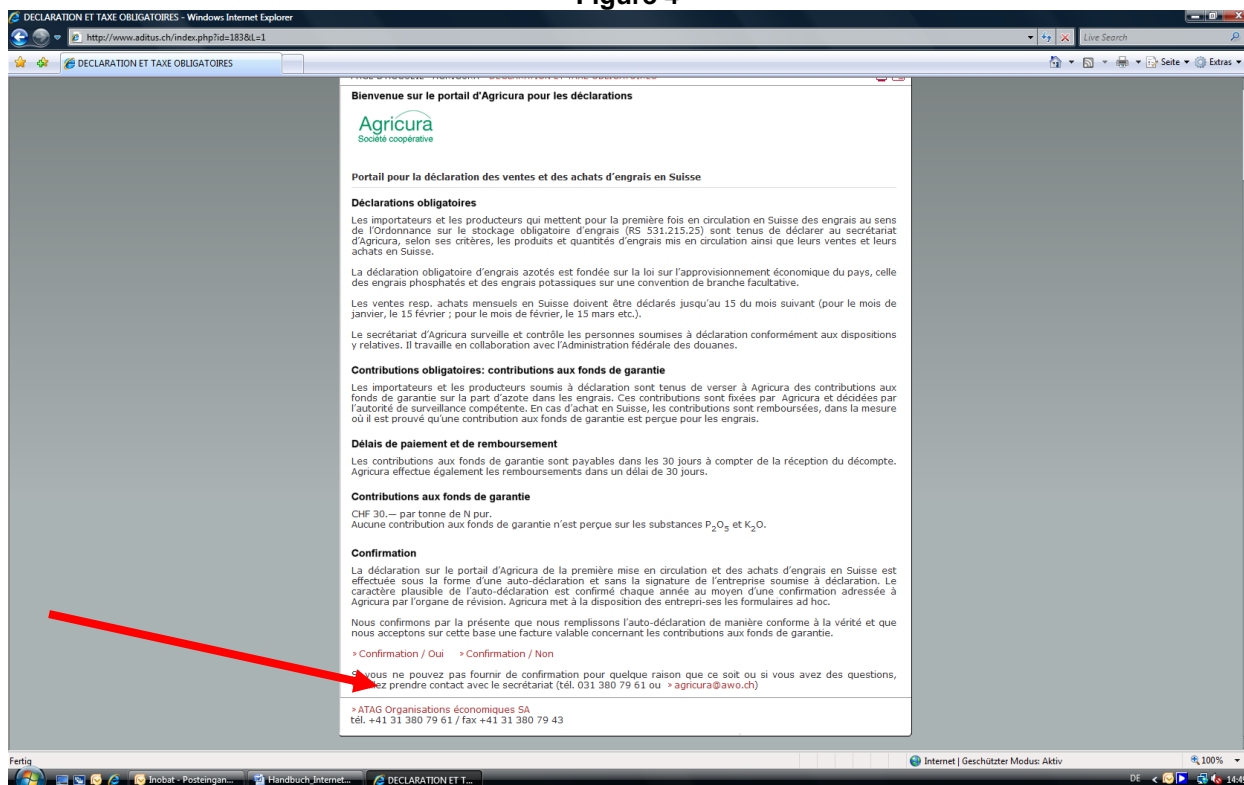 Figure 4
DECLARATION ET TAXE OBLIGATOIRES - Windows Internet Explorer
http://www.aditus.ch/index.php?id=183&L=1
Live Search
DECLARATION ET TAXE OBLIGATOIRES
Seite
Extras
Bienvenue sur le portail d'Agricura pour les déclarations
Agricura
Société coopérative
Portail pour la déclaration des ventes et des achats d'engrais en Suisse
Déclarations obligatoires
Les importateurs et les producteurs qui mettent pour la première fois en circulation en Suisse des engrais au sens
de l'Ordonnance sur le stockage obligatoire d'engrais (RS 531.215.25) sont tenus de déclarer au secrétariat
d'Agricura, selon ses critères, les produits et quantités d'engrais mis en circulation ainsi que leurs ventes et leurs
achats en Suisse.
La déclaration obligatoire d'engrais azotés est fondée sur la loi sur l'approvisionnement économique du pays, celle
des engrais phosphatés et des engrais potassiques sur une convention de branche facultative.
Les ventes resp. achats mensuels en Suisse doivent être déclarés jusqu'au 15 du mois suivant (pour le mois de
janvier, le 15 février ; pour le mois de février, le 15 mars etc.).
Le secrétariat d'Agricura surveille et contrôle les personnes soumises à déclaration conformément aux dispositions
y relatives. Il travaille en collaboration avec l'Administration fédérale des douanes.
Contributions obligatoires: contributions aux fonds de garantie
Les importateurs et les producteurs soumis à déclaration sont tenus de verser à Agricura des contributions aux
fonds de garantie sur la part d'azote dans les engrais. Ces contributions sont fixées par Agricura et décidées par
l'autorité de surveillance compétente. En cas d'achat en Suisse, les contributions sont remboursées, dans la mesure
où il est prouvé qu'une contribution aux fonds de garantie est perçue pour les engrais.
Délais de paiement et de remboursement
Les contributions aux fonds de garantie sont payables dans les 30 jours à compter de la réception du décompte.
Agricura effectue également les remboursements dans un délai de 30 jours.
Contributions aux fonds de garantie
CHF 30.— par tonne de N pur.
Aucune contribution aux fonds de garantie n'est perçue sur les substances P₂O₅ et K₂O.
Confirmation
La déclaration sur le portail d'Agricura de la première mise en circulation et des achats d'engrais en Suisse est
effectuée sous la forme d'une auto-déclaration et sans la signature de l'entreprise soumise à déclaration. Le
caractère plausible de l'auto-déclaration est confirmé chaque année au moyen d'une confirmation adressée à
Agricura par l'organe de révision. Agricura met à la disposition des entrepri-ses les formulaires ad hoc.
Nous confirmons par la présente que nous remplissons l'auto-déclaration de manière conforme à la vérité et que
nous acceptons sur cette base une facture valable concernant les contributions aux fonds de garantie.
» Confirmation / Oui » Confirmation / Non
vous ne pouvez pas fournir de confirmation pour quelque raison que ce soit ou si vous avez des questions,
prendre contact avec le secrétariat (tél. 031 380 79 61 ou » agricura@awo.ch)
» ATAG Organisations économiques SA
tél. +41 31 380 79 61 / fax +41 31 380 79 43
Fertig
Internet | Geschützter Modus: Aktiv
100%
Inobat - Posteingan...
Handbuch_Internet...
DECLARATION ET T...
DE
14:45